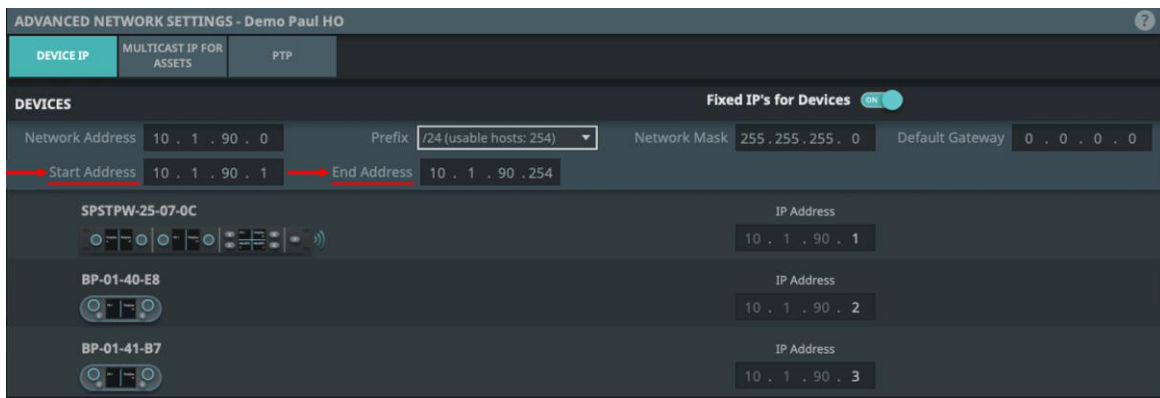 ADVANCED NETWORK SETTINGS - Demo Paul HO ?
DEVICE IP
MULTICAST IP FOR
ASSETS
PTP
DEVICES
Fixed IP's for Devices ON
Network Address 10 . 1 . 90 . 0 Prefix /24 (usable hosts: 254) Network Mask 255.255.255. 0 Default Gateway 0 . 0 . 0 . 0
Start Address 10 . 1 . 90 . 1 End Address 10 . 1 . 90 .254
SPSTPW-25-07-0C
IP Address
10 . 1 . 90 . 1
BP-01-40-E8
IP Address
10 . 1 . 90 . 2
BP-01-41-B7
IP Address
10 . 1 . 90 . 3